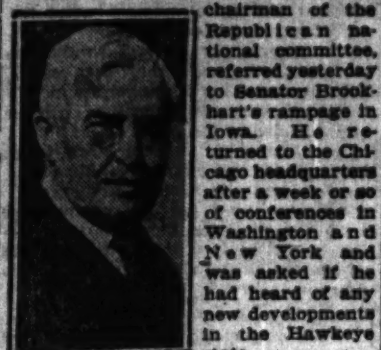 chairman of the
Republican na-
tional committee,
referred yesterday
to Senator Brook-
hart's rampage in
Iowa. He re-
turned to the Chi-
cago headquarters
after a week or so
of conferences in
Washington and
New York and
was asked if he
had heard of any
new developments
in the Hawkeye